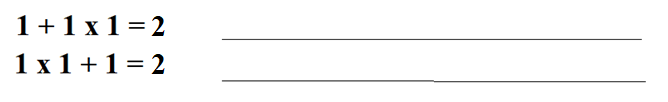 1 + 1 x 1 = 2
1 x 1 + 1 = 2